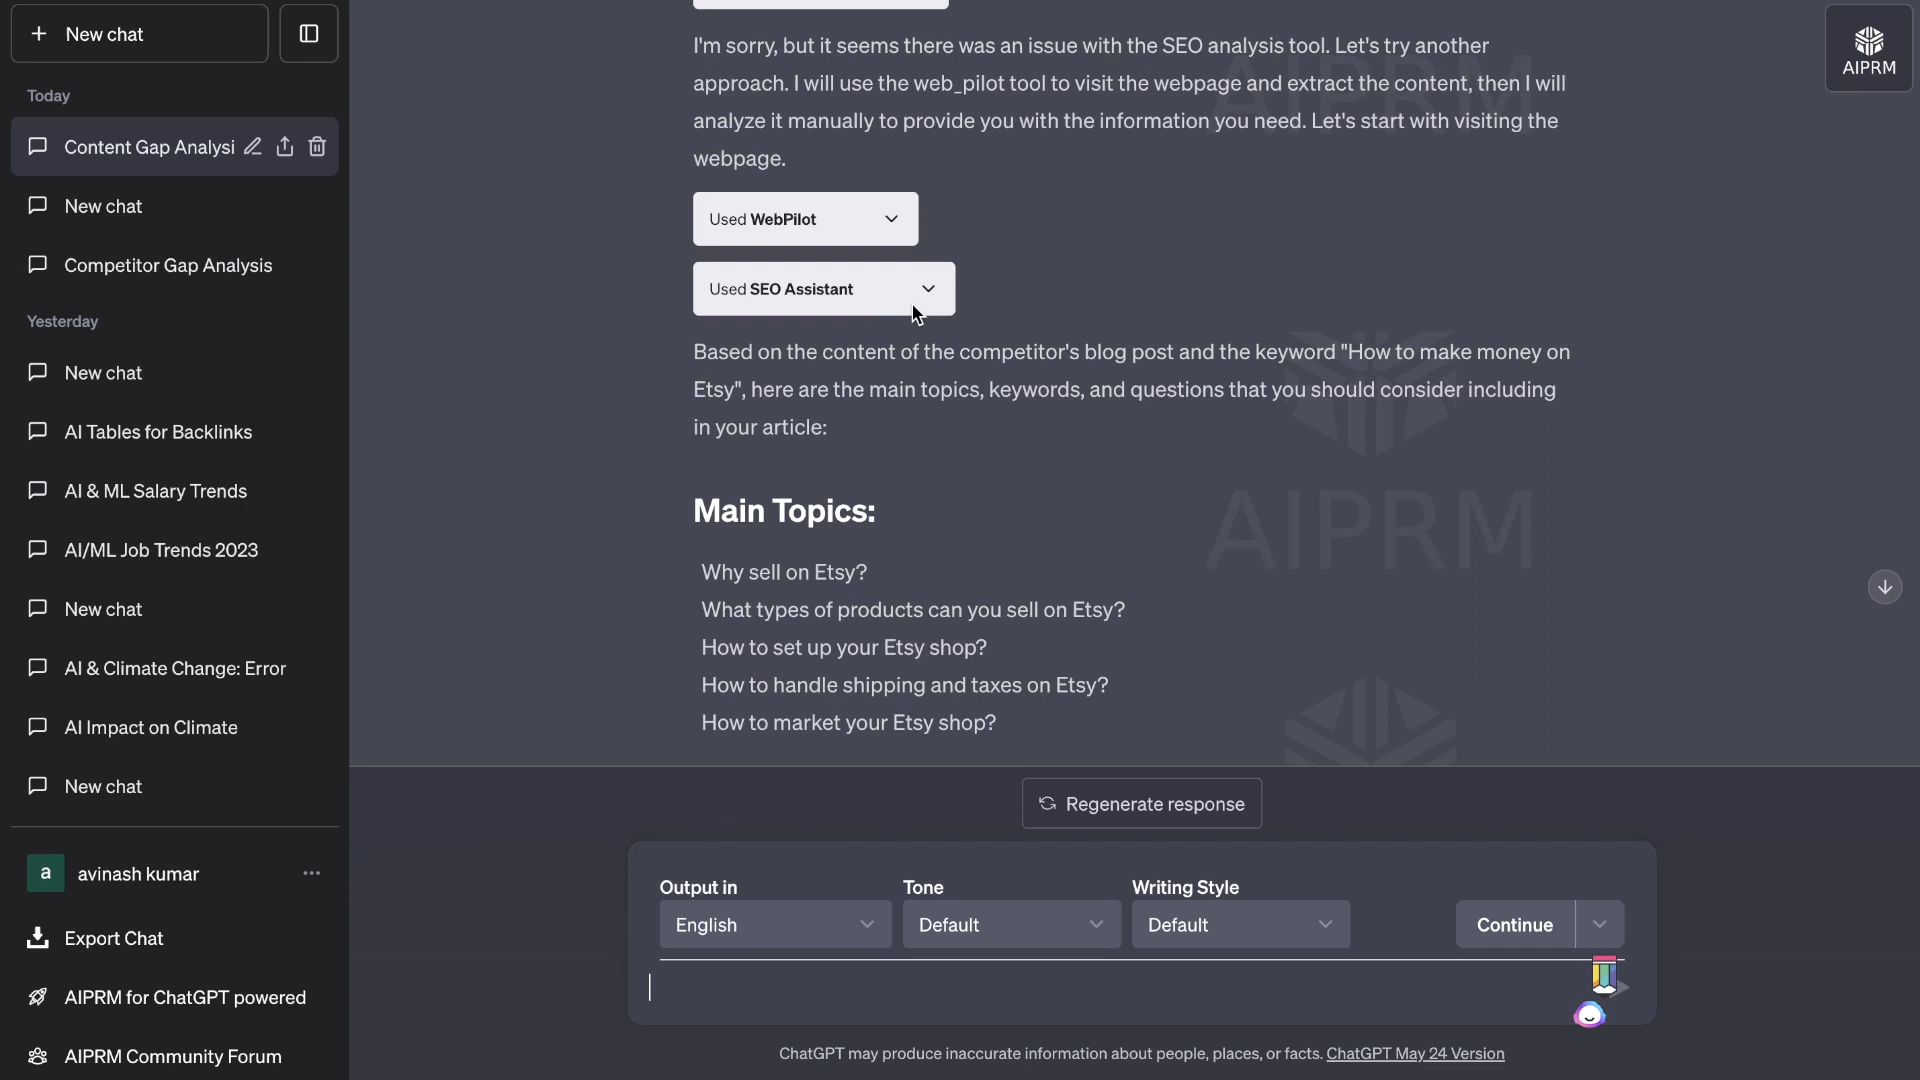 New chat
Today
Content Gap Analysi
New chat
Competitor Gap Analysis
Yesterday
New chat
AI Tables for Backlinks
AI & ML Salary Trends
AI/ML Job Trends 2023
New chat
AI & Climate Change: Error
AI Impact on Climate
New chat
a avinash kumar
Export Chat
AIPRM for ChatGPT powered
AIPRM Community Forum
AIPRM
I'm sorry, but it seems there was an issue with the SEO analysis tool. Let's try another
approach. I will use the web_pilot tool to visit the webpage and extract the content, then I will
analyze it manually to provide you with the information you need. Let's start with visiting the
webpage.
Used WebPilot
Used SEO Assistant
Based on the content of the competitor's blog post and the keyword "How to make money on
Etsy", here are the main topics, keywords, and questions that you should consider including
in your article:
Main Topics:
Why sell on Etsy?
What types of products can you sell on Etsy?
How to set up your Etsy shop?
How to handle shipping and taxes on Etsy?
How to market your Etsy shop?
AIPRM
AIPRM
Regenerate response
Output in Tone Writing Style
English Default Default Continue
ChatGPT may produce inaccurate information about people, places, or facts. ChatGPT May 24 Version